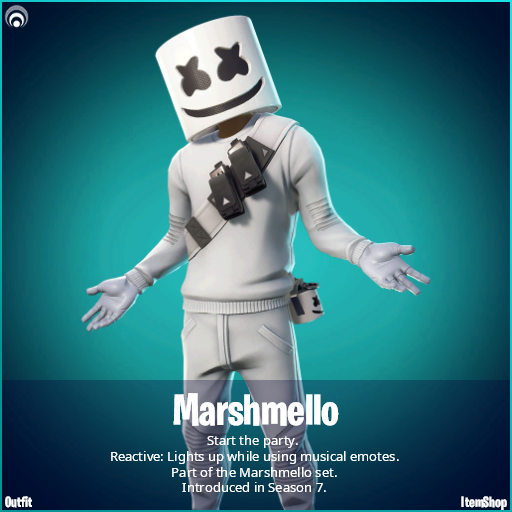 Marshmello
Start the party.
Reactive: Lights up while using musical emotes.
Part of the Marshmello set.
Introduced in Season 7.
Outfit
ItemShop